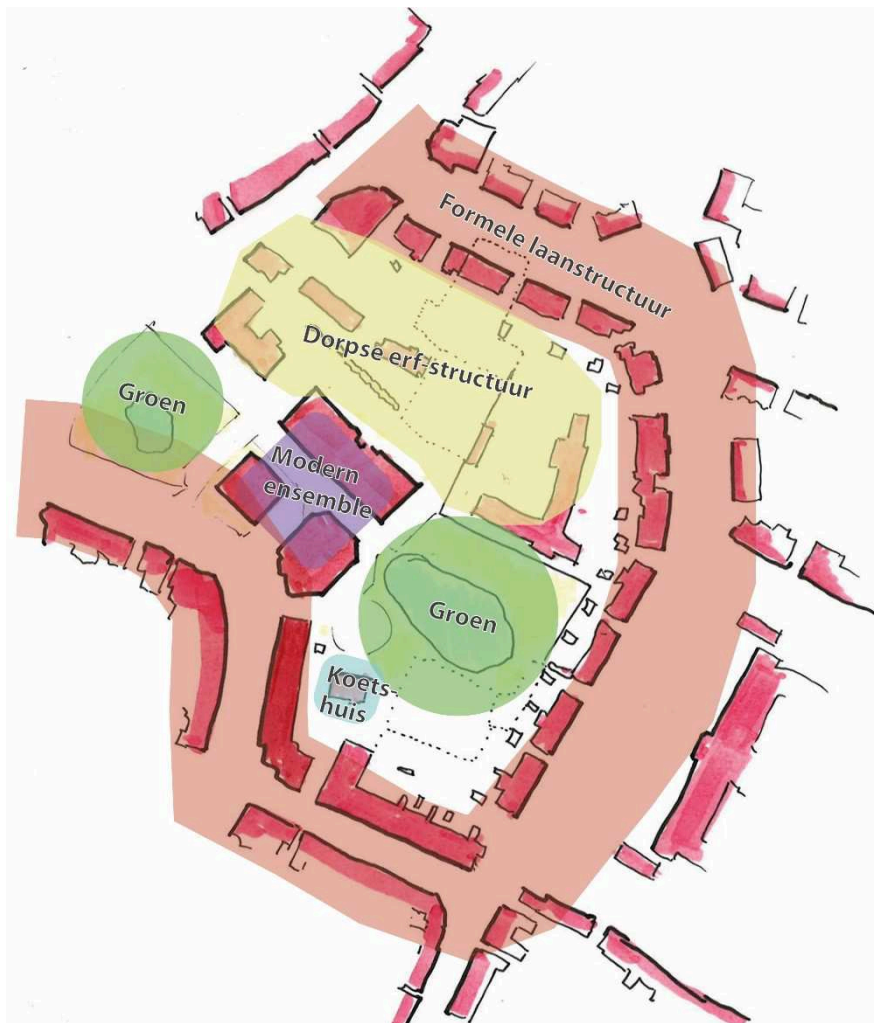 Formele laanstructuur
Dorpse erf-structuur
Groen
Modern
ensemble
Groen
Koets-
huis